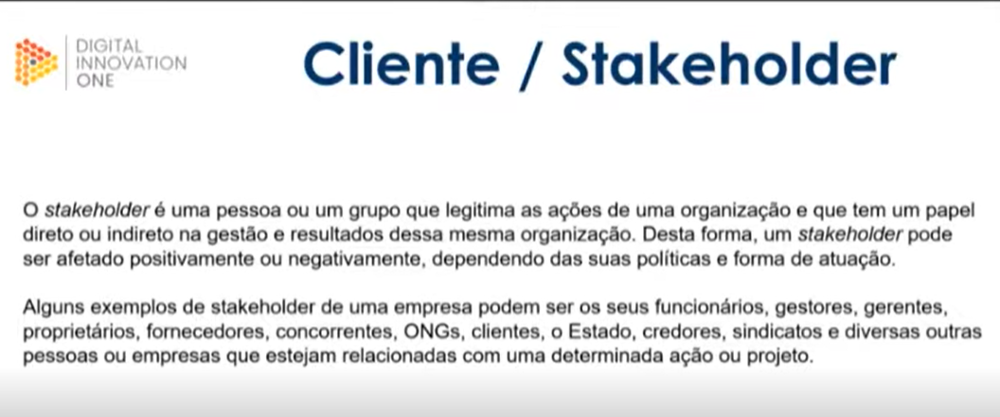 DIGITAL
INNOVATION
ONE
Cliente / Stakeholder
O stakeholder é uma pessoa ou um grupo que legitima as ações de uma organização e que tem um papel
direto ou indireto na gestão e resultados dessa mesma organização. Desta forma, um stakeholder pode
ser afetado positivamente ou negativamente, dependendo das suas políticas e forma de atuação.
Alguns exemplos de stakeholder de uma empresa podem ser os seus funcionários, gestores, gerentes,
proprietários, fornecedores, concorrentes, ONGs, clientes, o Estado, credores, sindicatos e diversas outras
pessoas ou empresas que estejam relacionadas com uma determinada ação ou projeto.